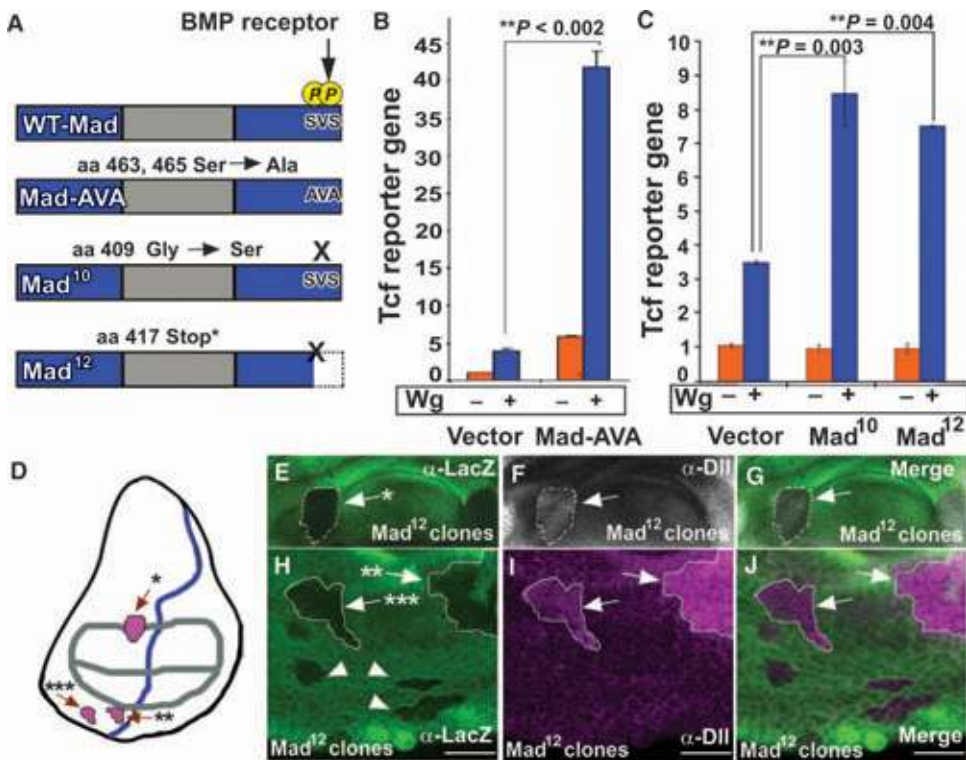 A
BMP receptor
P P
SVS
WT-Mad
aa 463, 465 Ser → Ala
AVA
Mad-AVA
aa 409 Gly → Ser
X
SVS
Mad10
aa 417 Stop*
X
Mad12
B
**P < 0.002
Tcf reporter gene
45
40
35
30
25
20
15
10
5
0
Wg − + − +
Vector Mad-AVA
C
**P = 0.004
**P = 0.003
Tcf reporter gene
10
9
8
7
6
5
4
3
2
1
0
Wg − + − + − +
Vector Mad10 Mad12
D
*
***
**
E
α-LacZ
*
Mad12 clones
F
α-Dll
Mad12 clones
G
Merge
Mad12 clones
H
**
***
Mad12 clones
α-LacZ
I
Mad12 clones
α-Dll
J
Mad12 clones
Merge